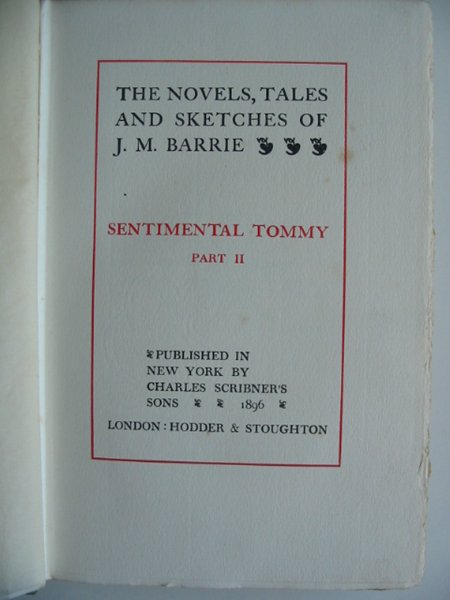 THE NOVELS, TALES
AND SKETCHES OF
J. M. BARRIE
SENTIMENTAL TOMMY
PART II
PUBLISHED IN
NEW YORK BY
CHARLES SCRIBNER'S
SONS 1896
LONDON: HODDER & STOUGHTON